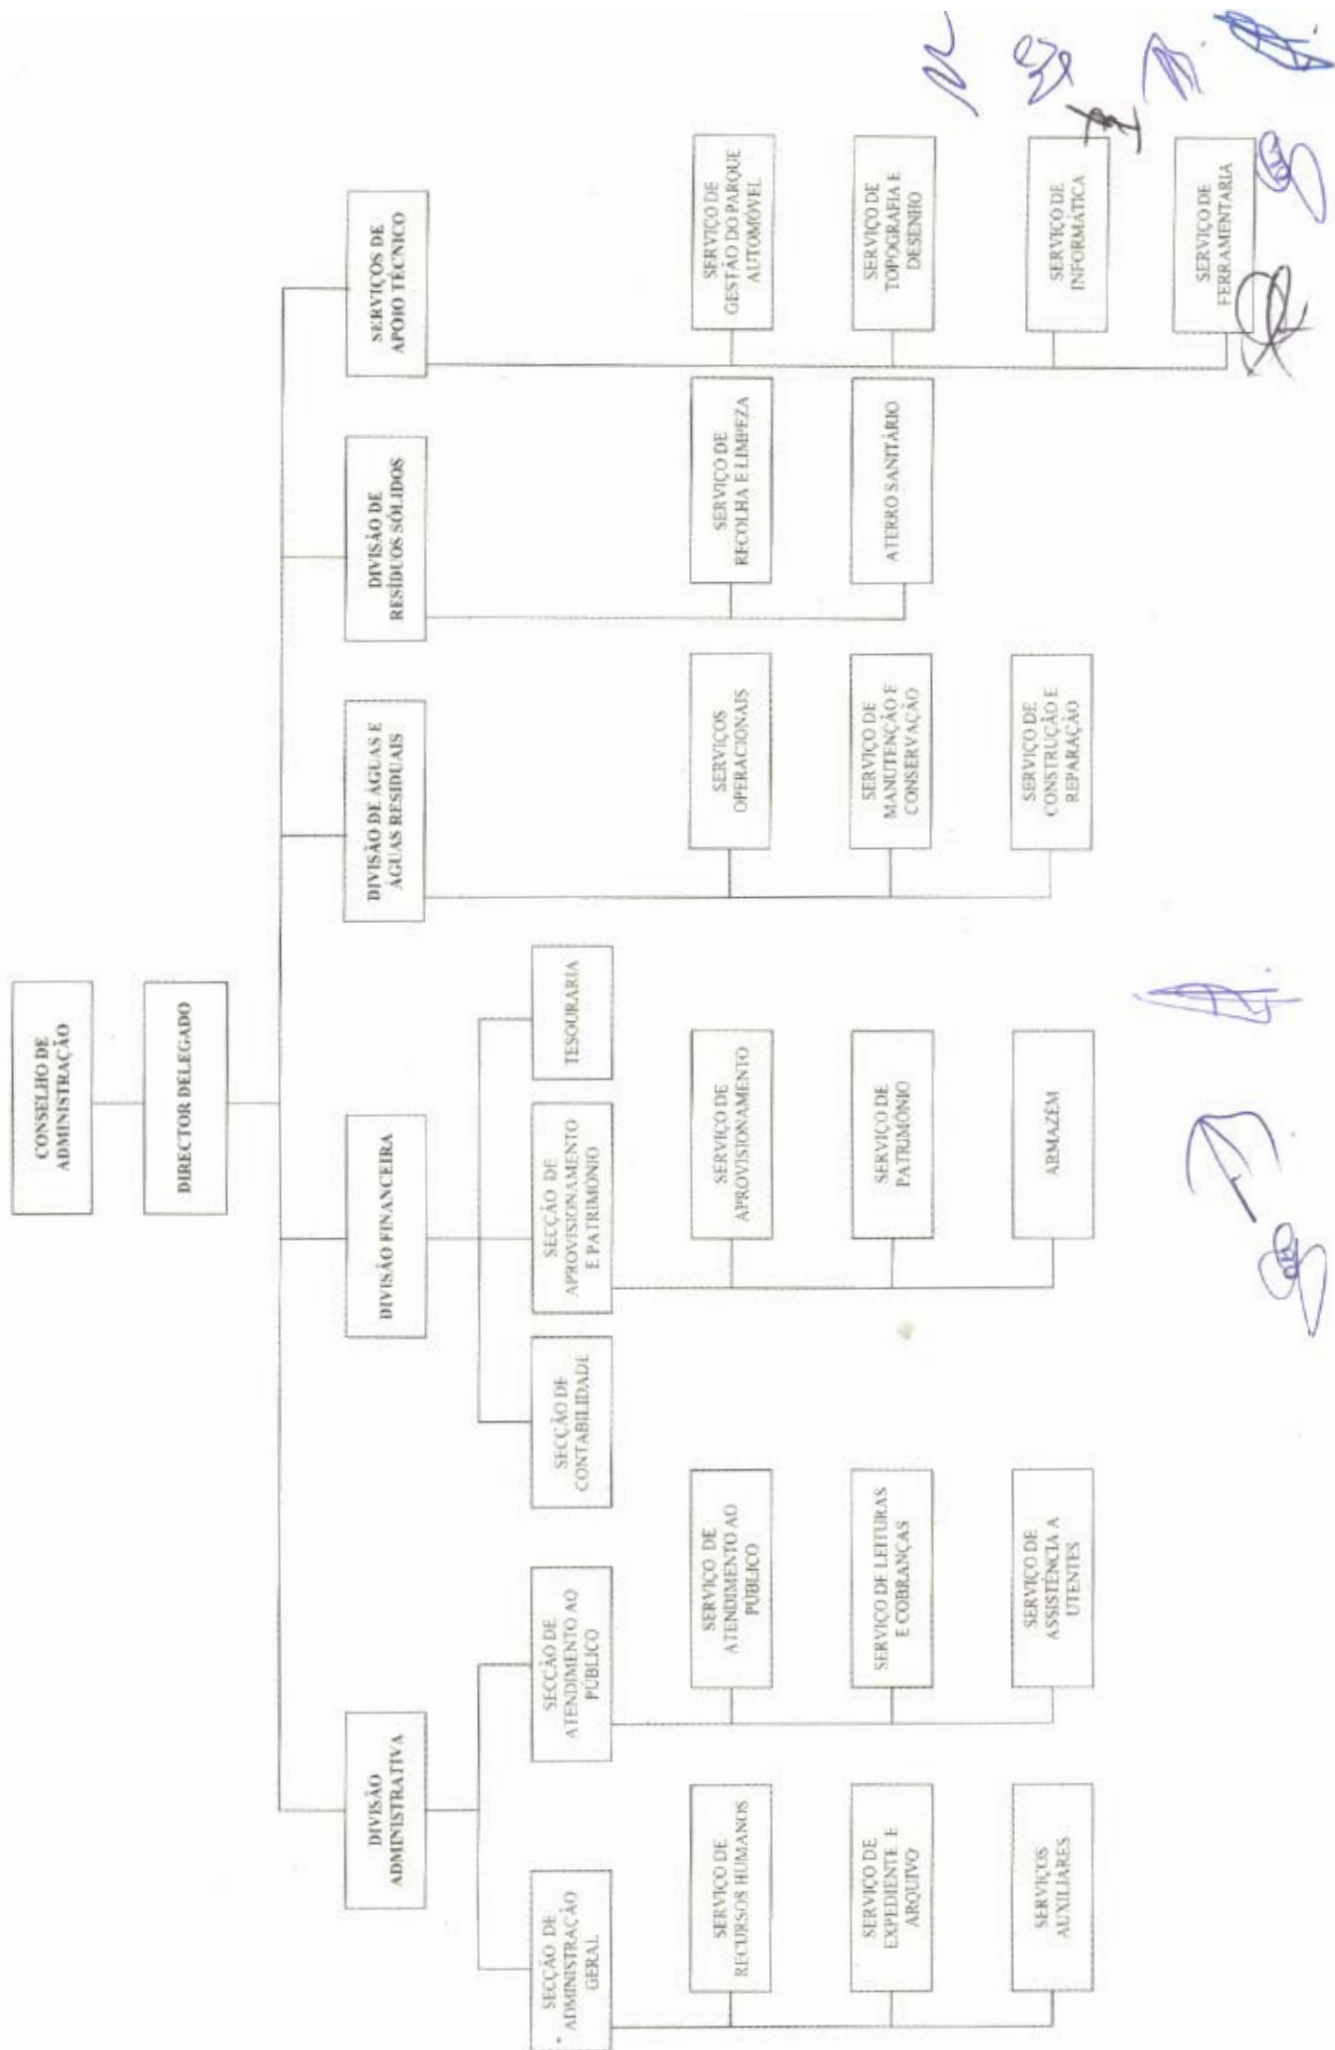 CONSELHO DE
ADMINISTRAÇÃO
DIRECTOR DELEGADO
DIVISÃO
ADMINISTRATIVA
DIVISÃO FINANCEIRA
DIVISÃO DE ÁGUAS E
ÁGUAS RESIDUAIS
DIVISÃO DE
RESÍDUOS SÓLIDOS
SERVIÇOS DE
APOIO TÉCNICO
SECÇÃO DE
ADMINISTRAÇÃO
GERAL
SECÇÃO DE
ATENDIMENTO AO
PÚBLICO
SECÇÃO DE
CONTABILIDADE
SECÇÃO DE
APROVISIONAMENTO
E PATRIMÓNIO
TESOURARIA
SERVIÇO DE
RECURSOS HUMANOS
SERVIÇO DE
EXPEDIENTE E
ARQUIVO
SERVIÇOS
AUXILIARES
SERVIÇO DE
ATENDIMENTO AO
PÚBLICO
SERVIÇO DE LEITURAS
E COBRANÇAS
SERVIÇO DE
ASSISTÊNCIA A
UTENTES
SERVIÇO DE
APROVISIONAMENTO
SERVIÇO DE
PATRIMÓNIO
ARMAZÉM
SERVIÇOS
OPERACIONAIS
SERVIÇO DE
MANUTENÇÃO E
CONSERVAÇÃO
SERVIÇO DE
CONSTRUÇÃO E
REPARAÇÃO
SERVIÇO DE
RECOLHA E LIMPEZA
ATERRO SANITÁRIO
SERVIÇO DE
GESTÃO DO PARQUE
AUTOMÓVEL
SERVIÇO DE
TOPOGRAFIA E
DESENHO
SERVIÇO DE
INFORMÁTICA
SERVIÇO DE
FERRAMENTARIA